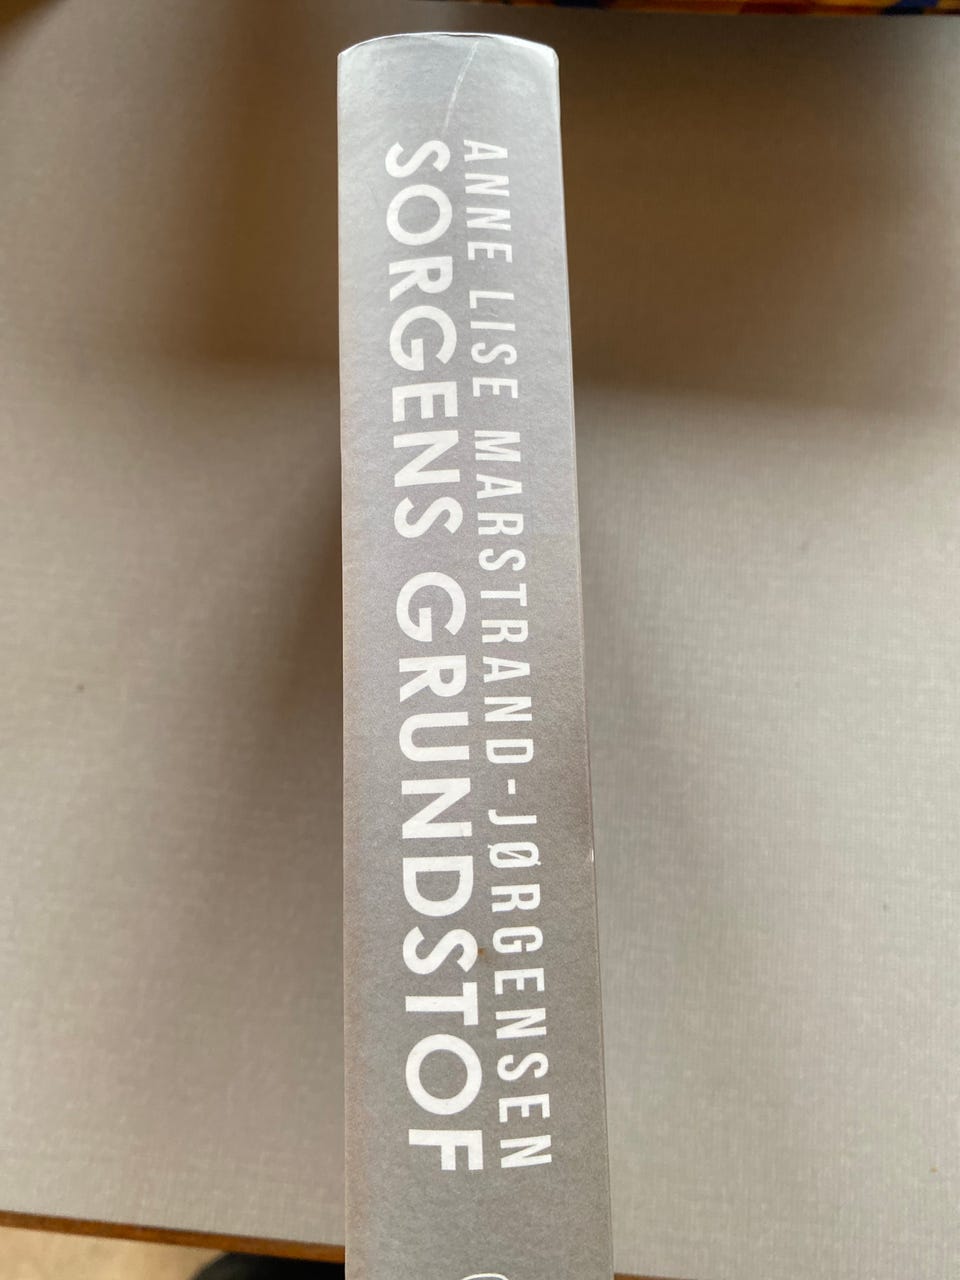 ANNE LISE MARSTRAND-JØRGENSEN
SORGENS GRUNDSTOF